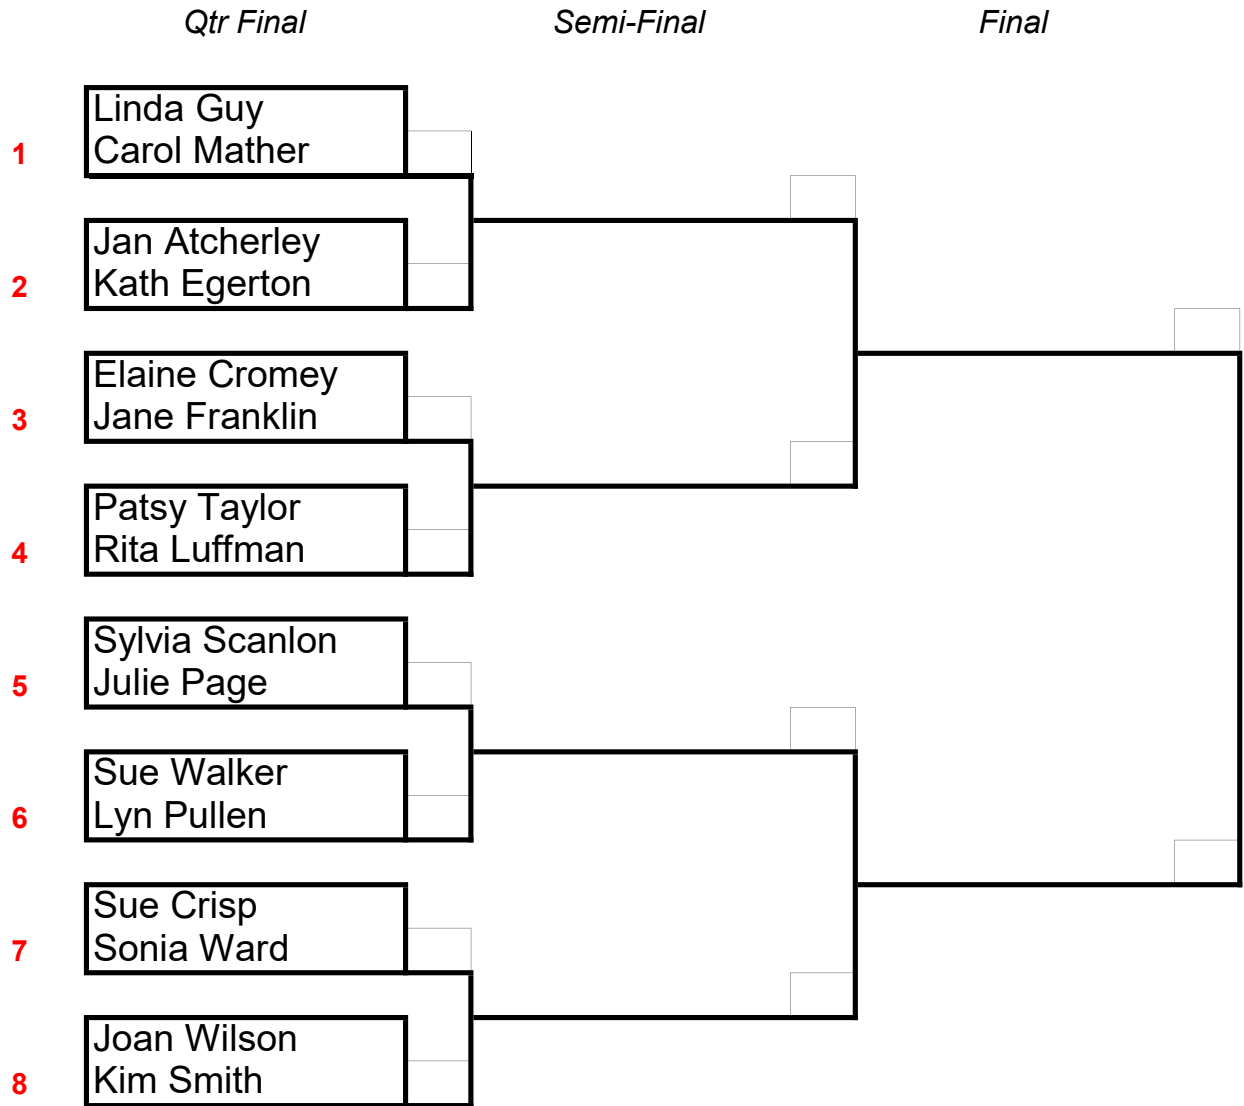 Qtr Final Semi-Final Final
Linda Guy
1 Carol Mather
Jan Atcherley
2 Kath Egerton
Elaine Cromey
3 Jane Franklin
Patsy Taylor
4 Rita Luffman
Sylvia Scanlon
5 Julie Page
Sue Walker
6 Lyn Pullen
Sue Crisp
7 Sonia Ward
Joan Wilson
8 Kim Smith